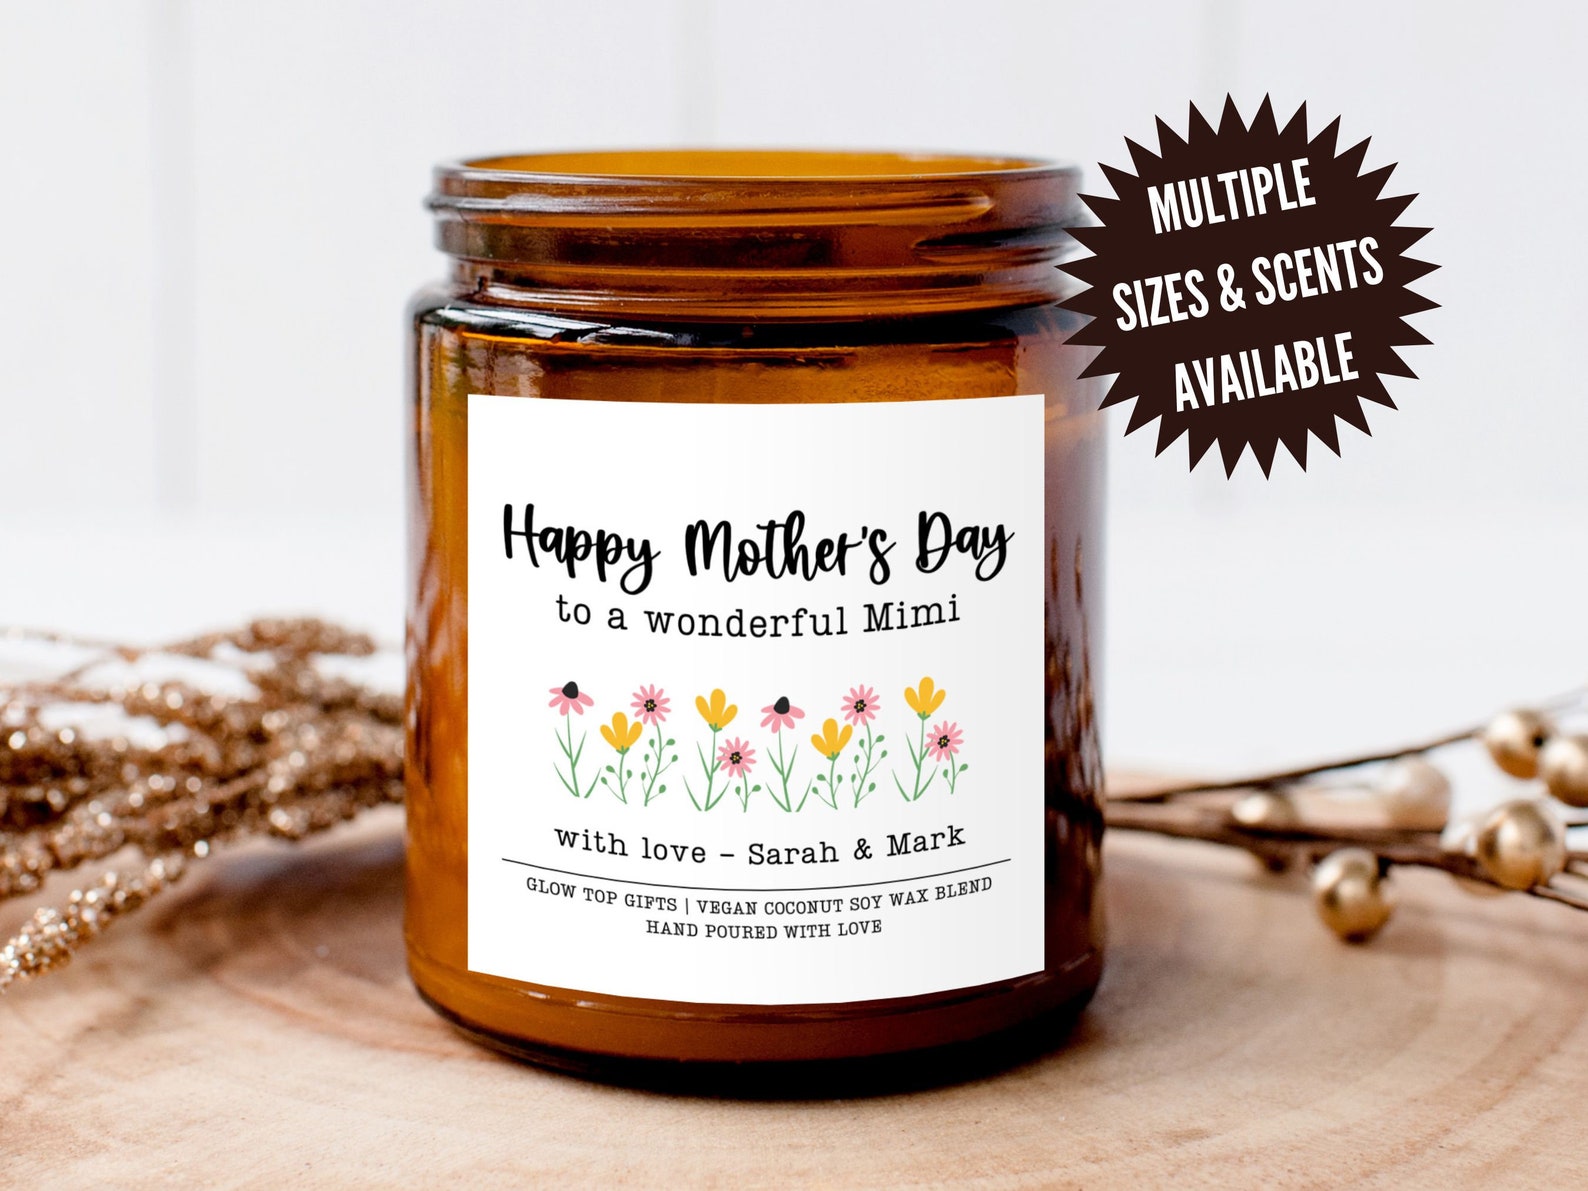 Happy Mother's Day
to a wonderful Mimi
with love – Sarah & Mark
GLOW TOP GIFTS | VEGAN COCONUT SOY WAX BLEND
HAND POURED WITH LOVE
MULTIPLE
SIZES & SCENTS
AVAILABLE